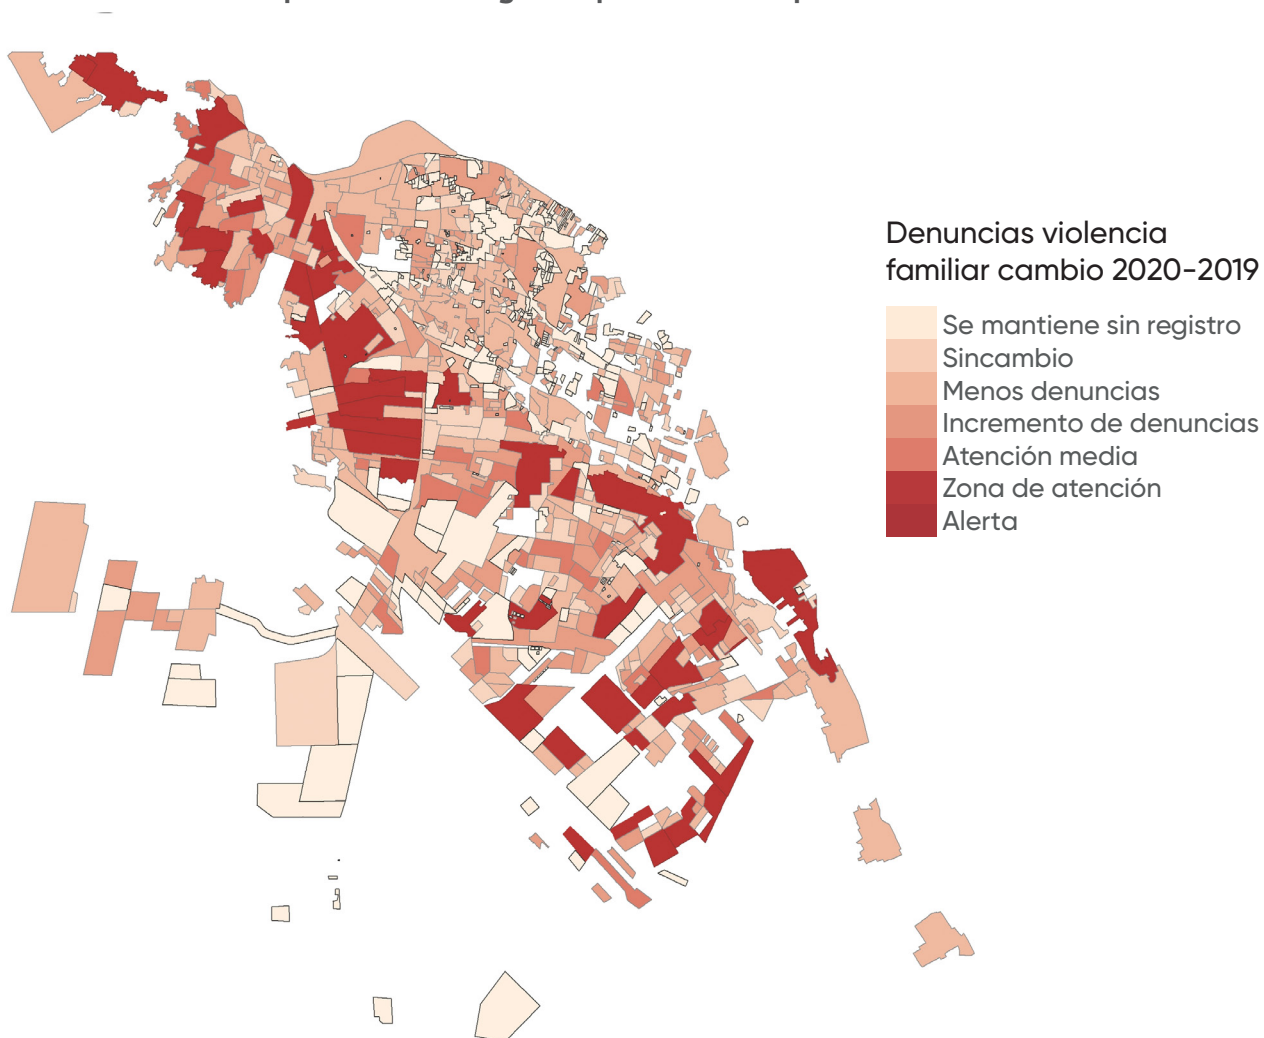 Denuncias violencia
familiar cambio 2020-2019
Se mantiene sin registro
Sincambio
Menos denuncias
Incremento de denuncias
Atención media
Zona de atención
Alerta